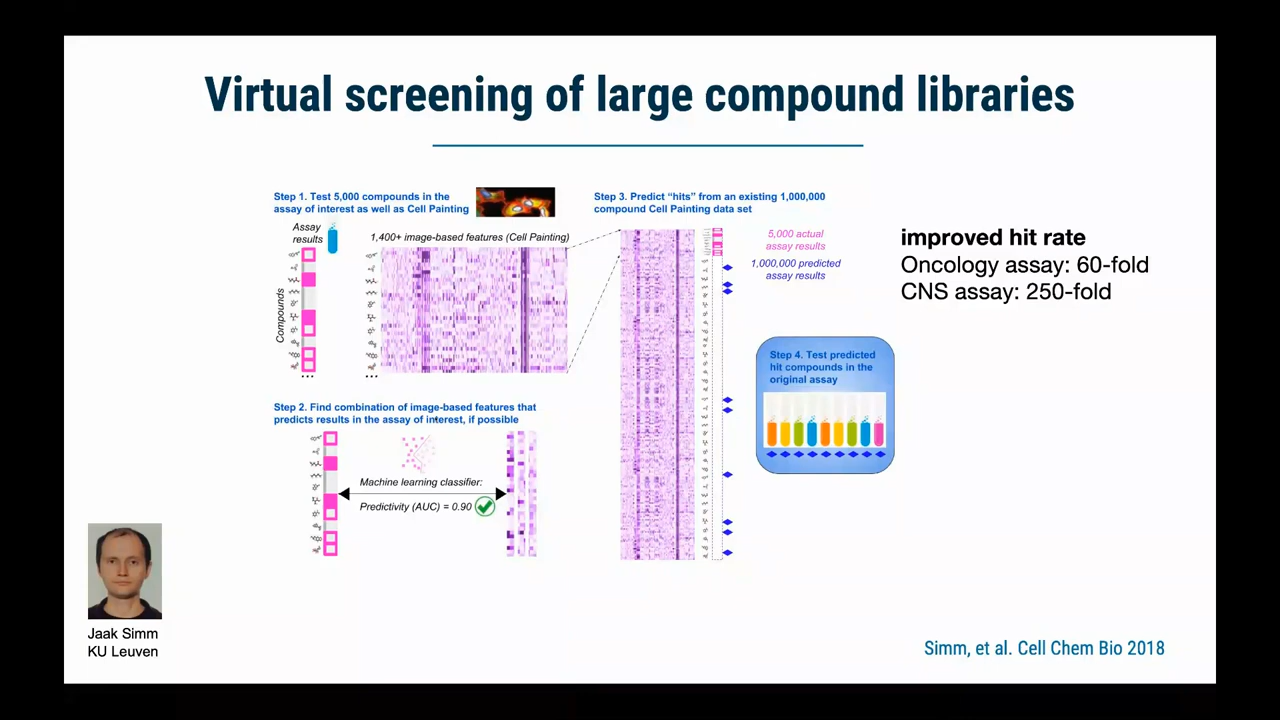 Virtual screening of large compound libraries
Step 1. Test 5,000 compounds in the
assay of interest as well as Cell Painting
Assay
results
1,400+ image-based features (Cell Painting)
Compounds
...
...
Step 2. Find combination of image-based features that
predicts results in the assay of interest, if possible
Machine learning classifier:
Predictivity (AUC) = 0.90
Step 3. Predict “hits” from an existing 1,000,000
compound Cell Painting data set
5,000 actual
assay results
1,000,000 predicted
assay results
Step 4. Test predicted
hit compounds in the
original assay
improved hit rate
Oncology assay: 60-fold
CNS assay: 250-fold
Jaak Simm
KU Leuven
Simm, et al. Cell Chem Bio 2018